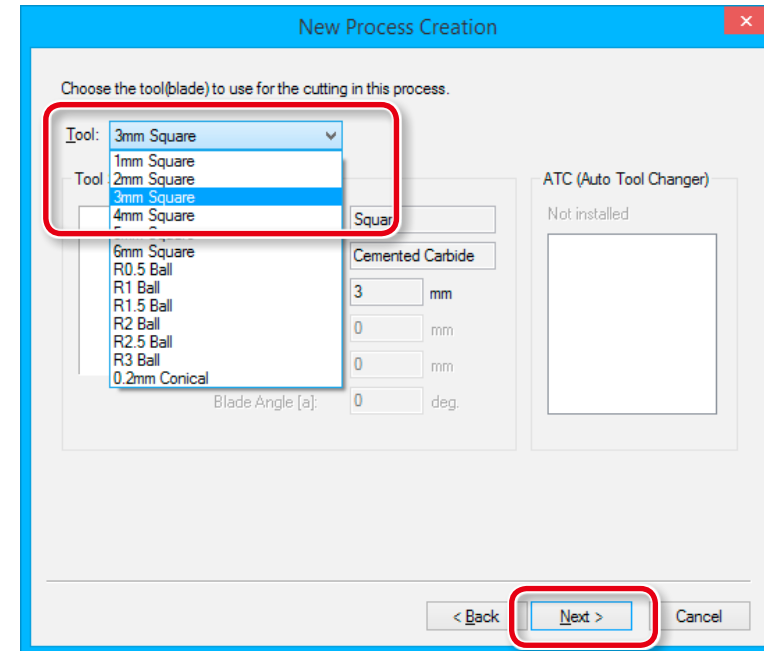 New Process Creation
Choose the tool(blade) to use for the cutting in this process.
Tool: 3mm Square
1mm Square
Tool
2mm Square
ATC (Auto Tool Changer)
3mm Square
4mm Square
Squar
Not installed
6mm Square
Cemented Carbide
R0.5 Ball
R1 Ball
3 mm
R1.5 Ball
R2 Ball
0 mm
R2.5 Ball
R3 Ball
0 mm
0.2mm Conical
Blade Angle [a]: 0 deg.
< Back
Next >
Cancel